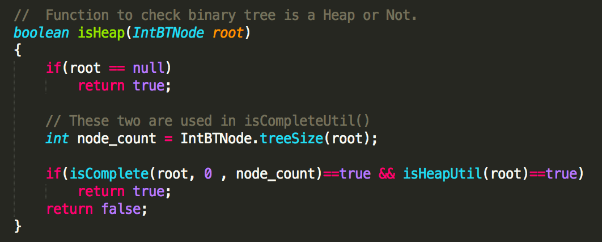 //  Function to check binary tree is a Heap or Not.
boolean isHeap(IntBTNode root)
{
    if(root == null)
        return true;

    // These two are used in isCompleteUtil()
    int node_count = IntBTNode.treeSize(root);

    if(isComplete(root, 0 , node_count)==true && isHeapUtil(root)==true)
        return true;
    return false;
}